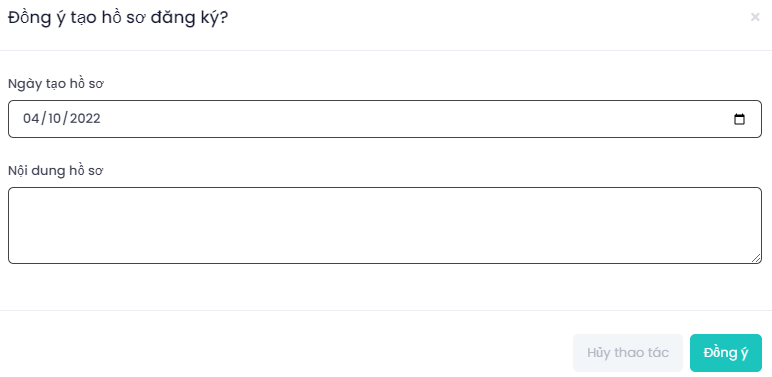 Đồng ý tạo hồ sơ đăng ký?
×
Ngày tạo hồ sơ
04/10/2022
Nội dung hồ sơ
Hủy thao tác Đồng ý